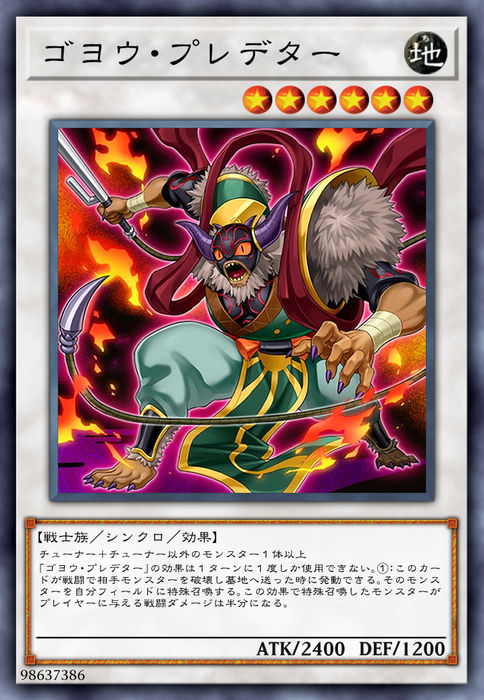 ゴヨウ・プレデター
ち
地
【戦士族／シンクロ／効果】
チューナー＋チューナー以外のモンスター１体以上
「ゴヨウ・プレデター」の効果は１ターンに１度しか使用できない。①：このカー
ドが戦闘で相手モンスターを破壊し墓地へ送った時に発動できる。そのモンス
ターを自分フィールドに特殊召喚する。この効果で特殊召喚したモンスターが
プレイヤーに与える戦闘ダメージは半分になる。
ATK/2400 DEF/1200
98637386